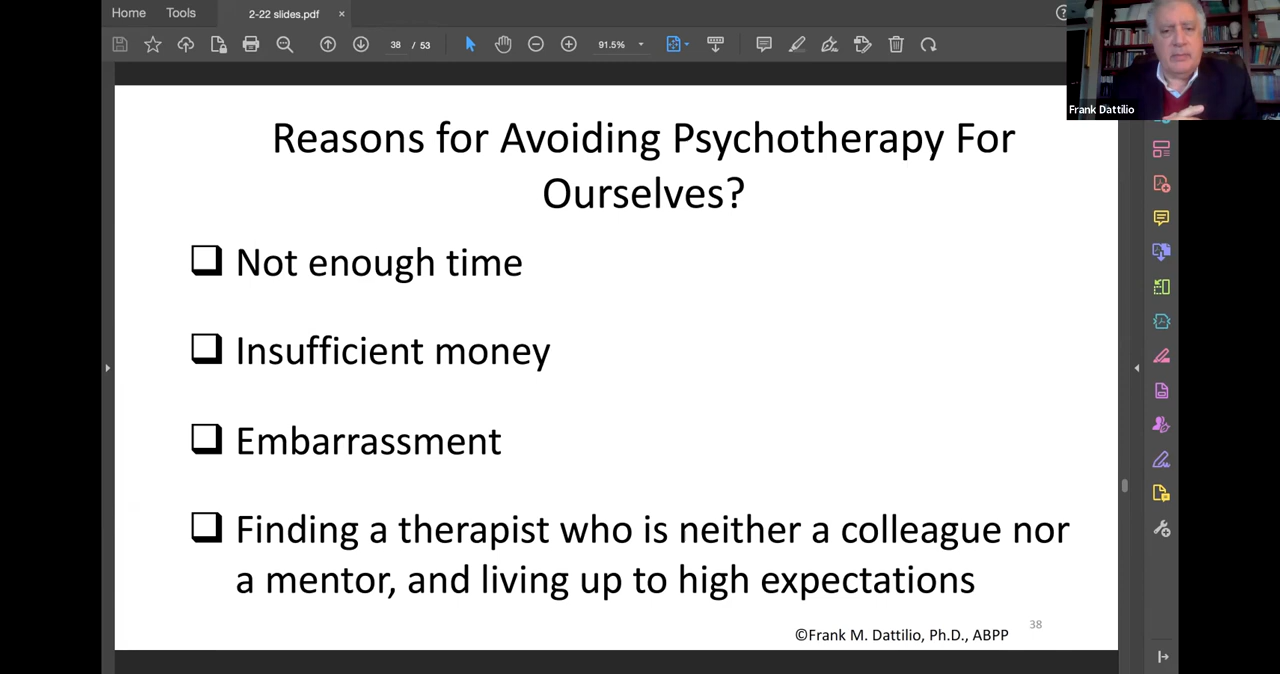 Home Tools 2-22 slides.pdf ×
38 / 53 91.5%
Frank Dattilio
Reasons for Avoiding Psychotherapy For
Ourselves?
Not enough time
Insufficient money
Embarrassment
Finding a therapist who is neither a colleague nor
a mentor, and living up to high expectations
38
©Frank M. Dattilio, Ph.D., ABPP